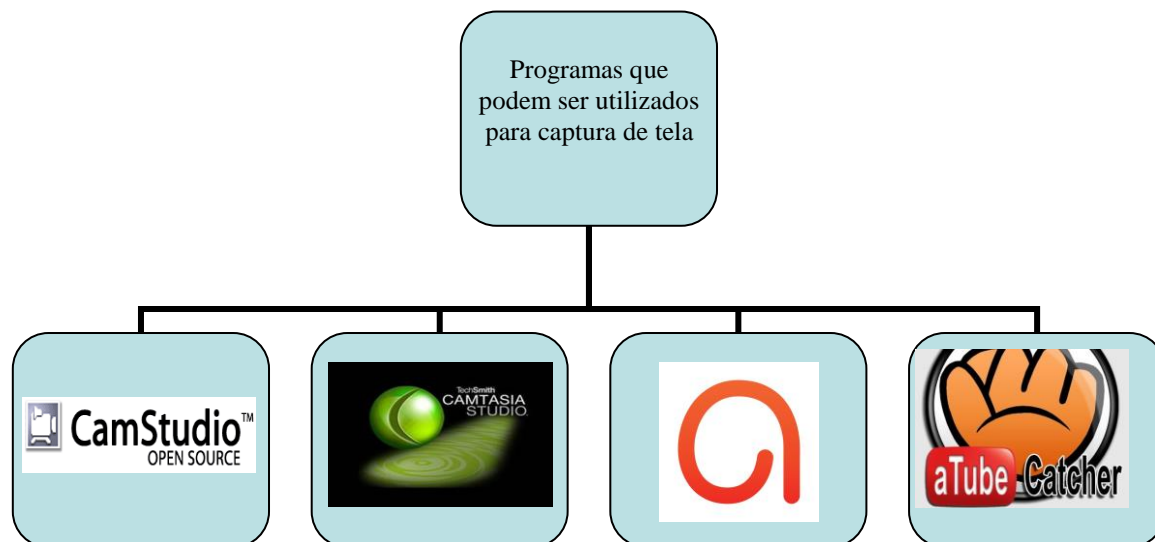 Programas que
podem ser utilizados
para captura de tela
CamStudio™
OPEN SOURCE
TechSmith
CAMTASIA
STUDIO
aTube Catcher